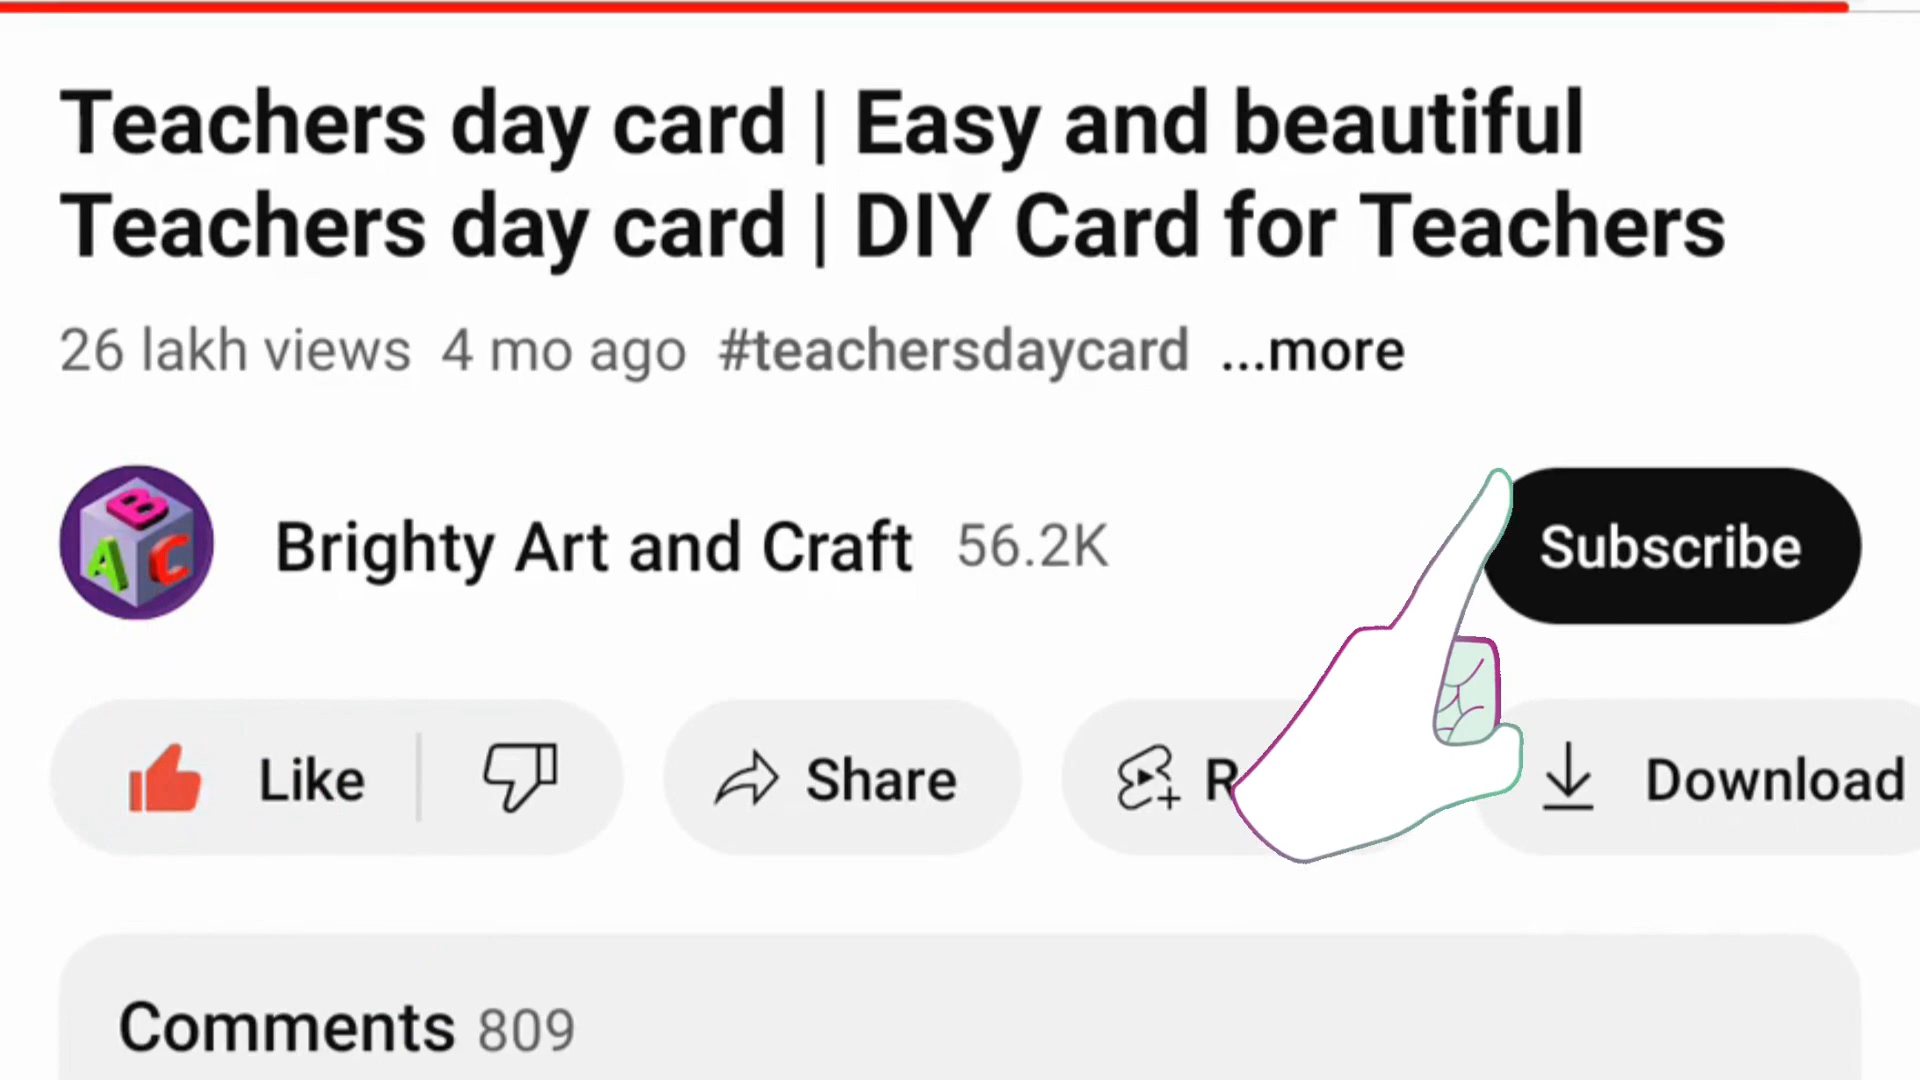 Teachers day card | Easy and beautiful
Teachers day card | DIY Card for Teachers
26 lakh views 4 mo ago #teachersdaycard ...more
B
A C
Brighty Art and Craft 56.2K
Subscribe
Like
Share
Download
Comments 809